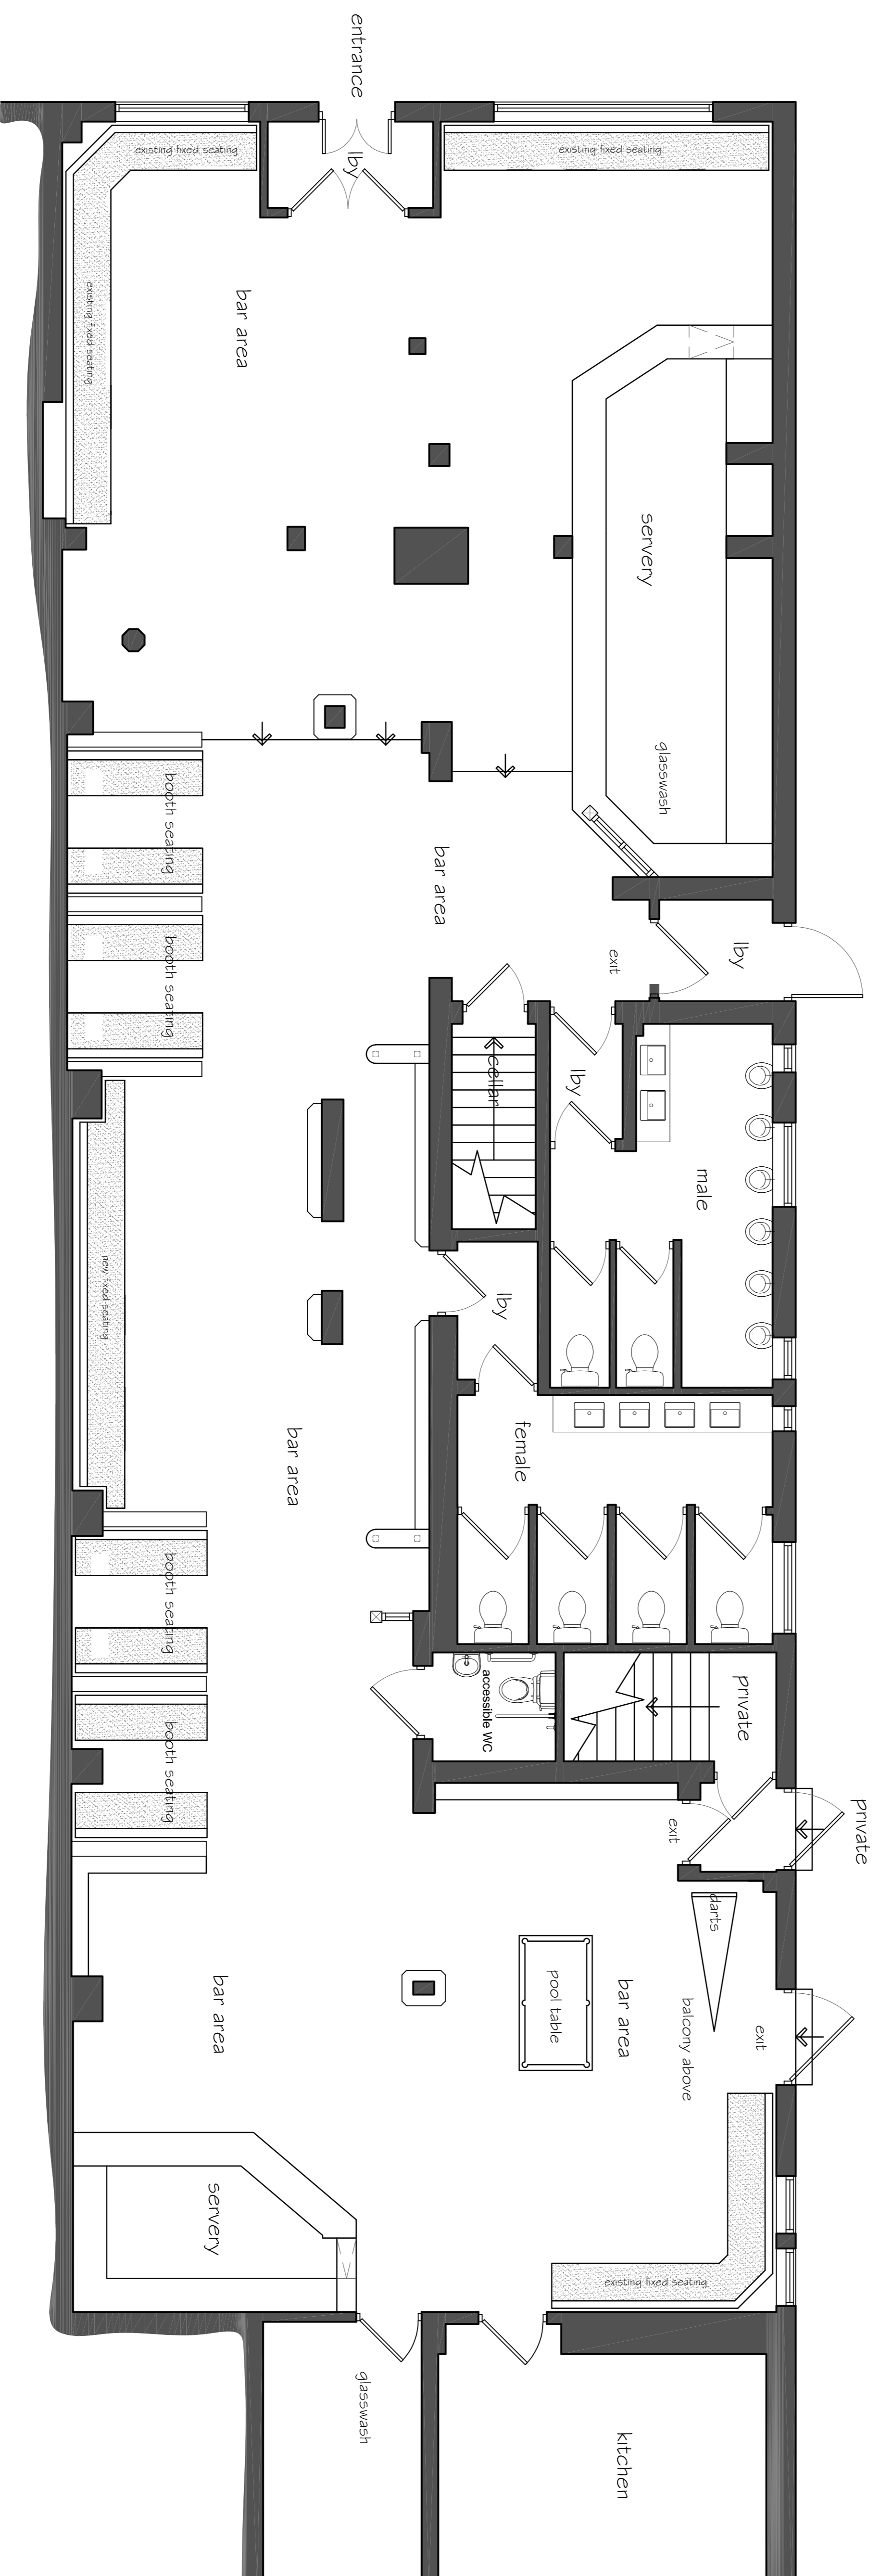 entrance
lby
existing fixed seating
existing fixed seating
existing fixed seating
bar area
servery
glasswash
booth seating
bar area
booth seating
exit
lby
cellar
lby
male
new fixed seating
lby
bar area
female
booth seating
accessible WC
private
booth seating
exit
private
darts
bar area
pool table
bar area
balcony above
exit
servery
existing fixed seating
glasswash
kitchen